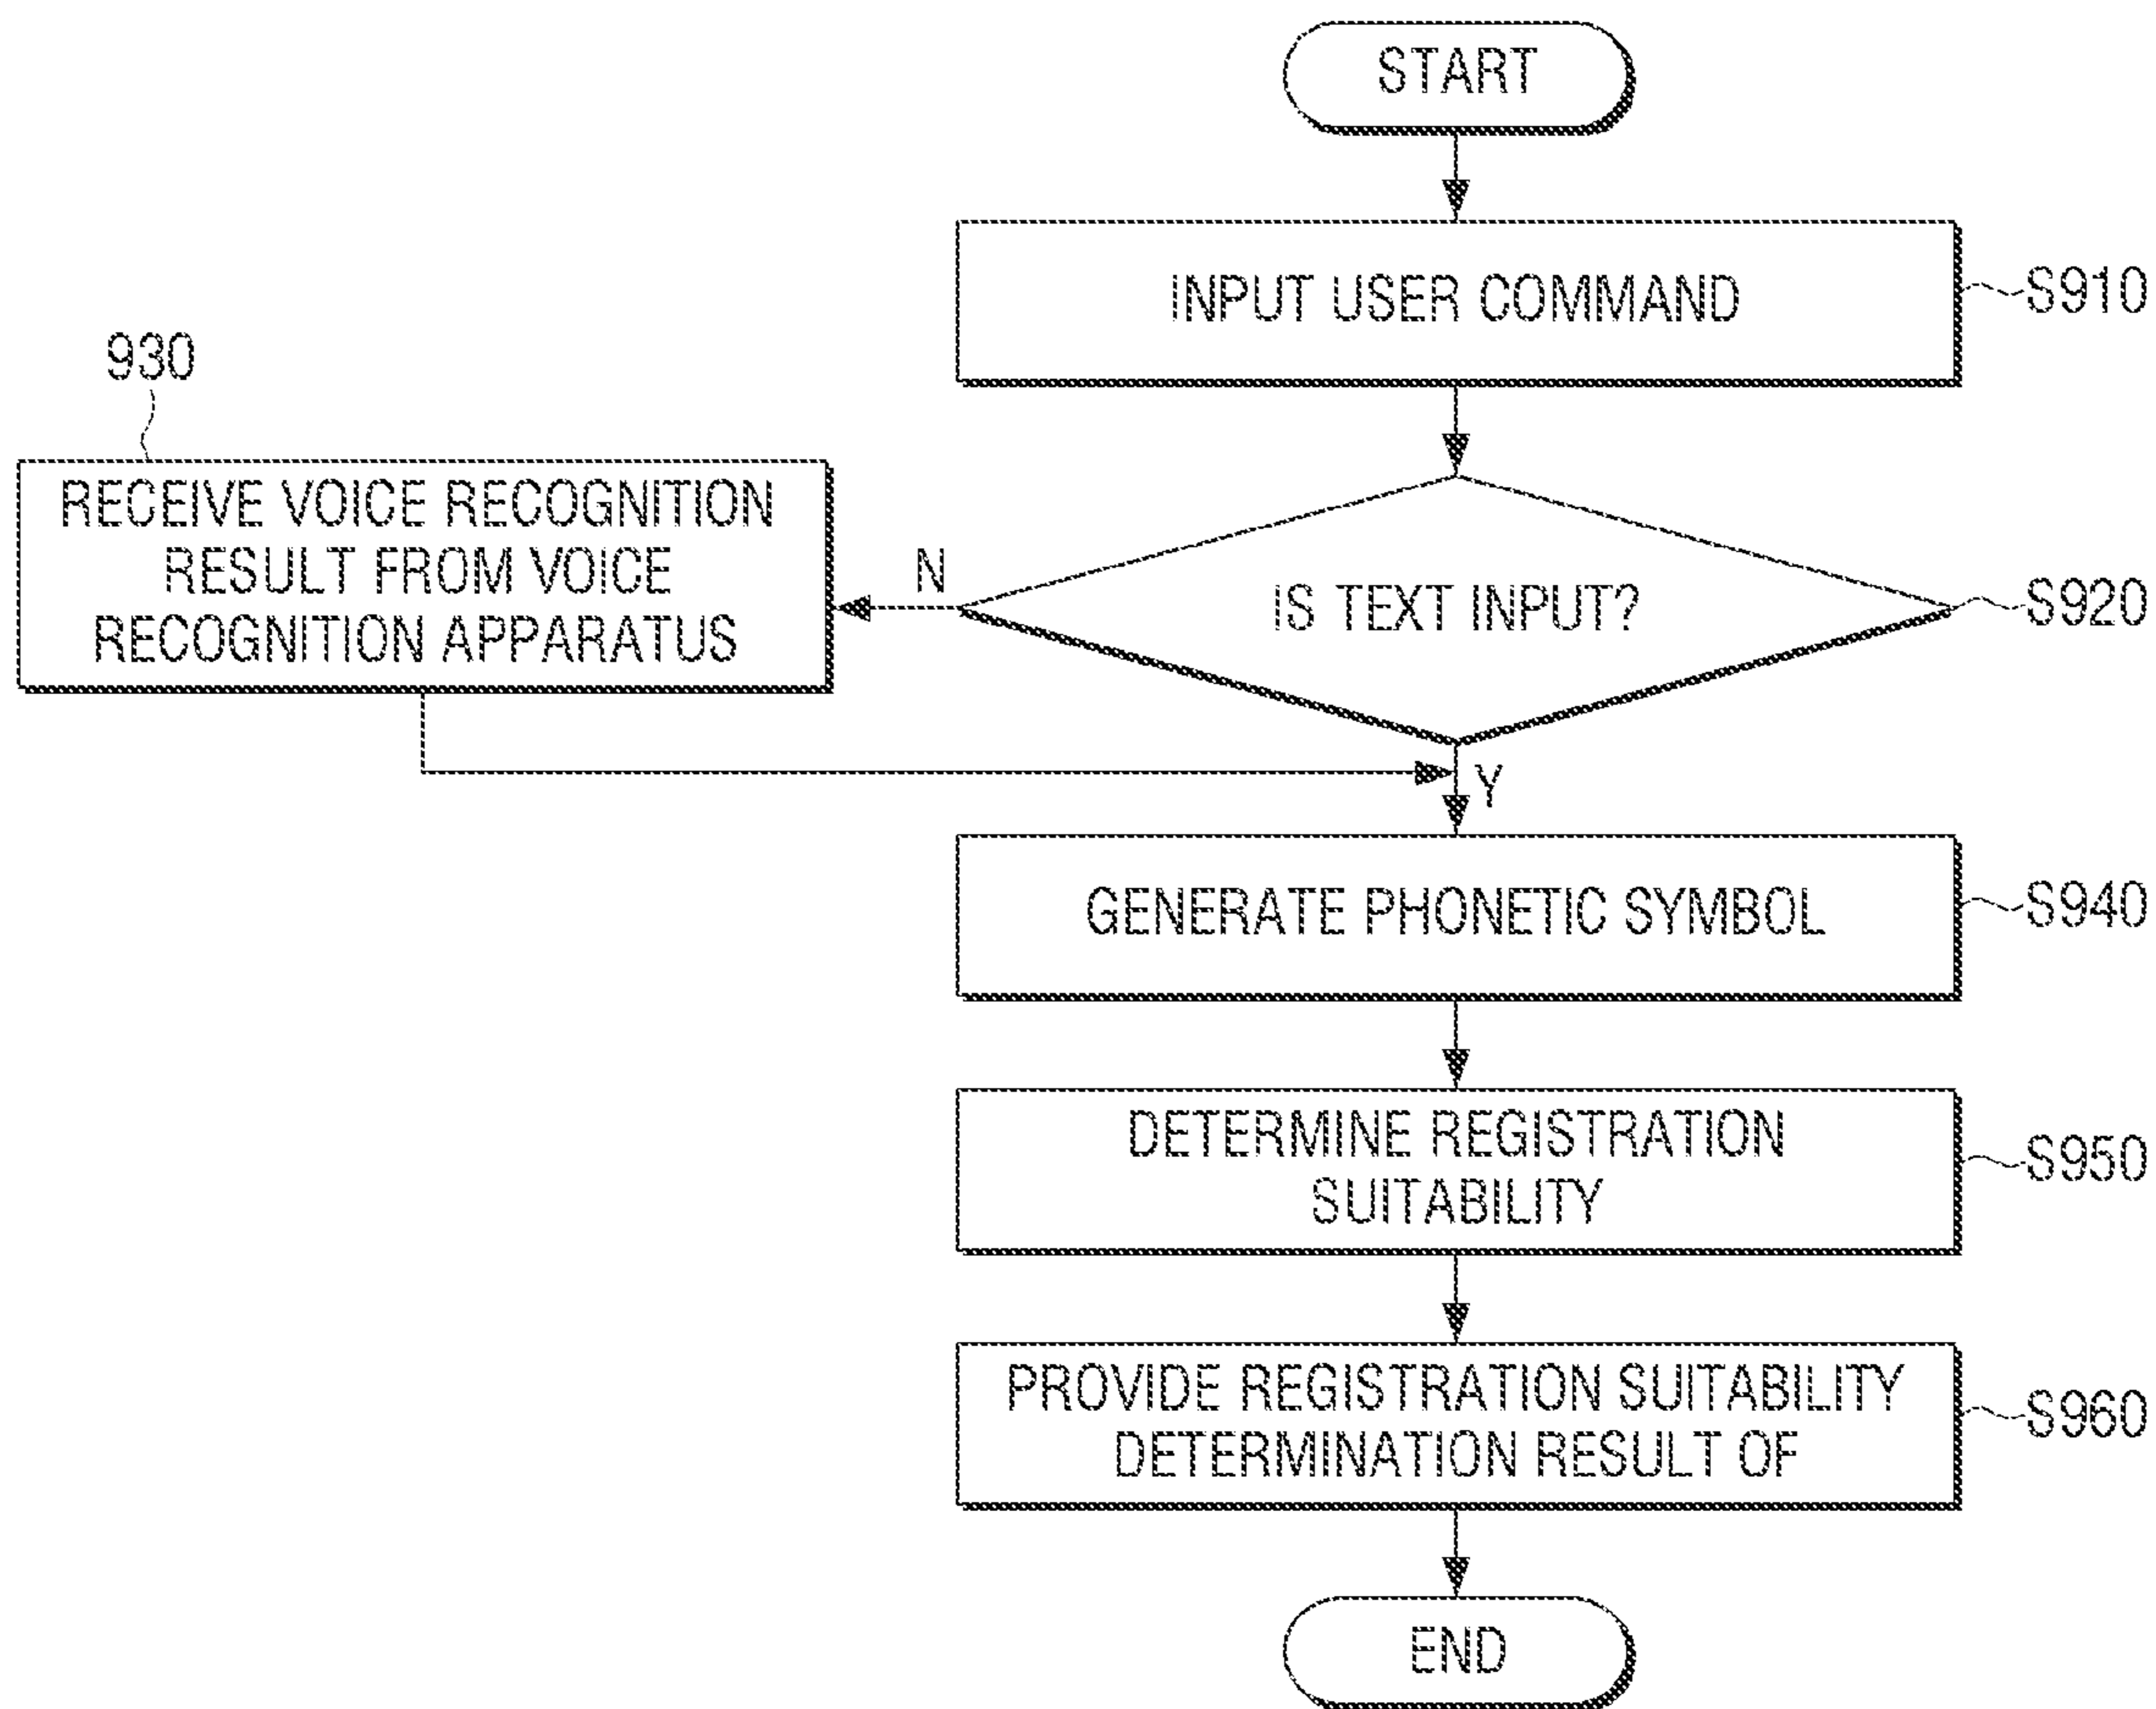 START
INPUT USER COMMAND
S910
930
RECEIVE VOICE RECOGNITION
RESULT FROM VOICE
RECOGNITION APPARATUS
N
IS TEXT INPUT?
S920
Y
GENERATE PHONETIC SYMBOL
S940
DETERMINE REGISTRATION
SUITABILITY
S950
PROVIDE REGISTRATION SUITABILITY
DETERMINATION RESULT OF
S960
END